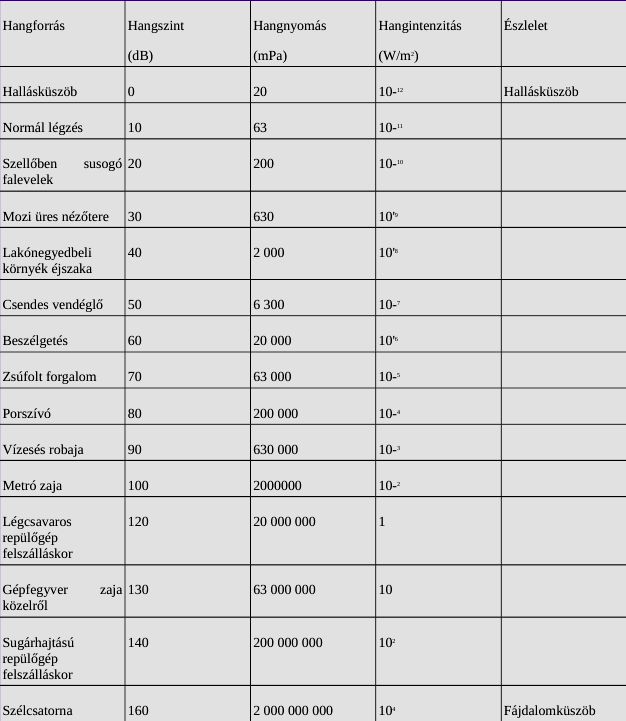 Hangforrás Hangszint Hangnyomás Hangintenzitás Észlelet
(dB) (mPa) (W/m²)
Hallásküszöb 0 20 10-¹² Hallásküszöb
Normál légzés 10 63 10-¹¹
Szellőben susogó 20 200 10-¹⁰
falevelek
Mozi üres nézőtere 30 630 10'⁹
Lakónegyedbeli 40 2 000 10'⁸
környék éjszaka
Csendes vendéglő 50 6 300 10-⁷
Beszélgetés 60 20 000 10'⁶
Zsúfolt forgalom 70 63 000 10-⁵
Porszívó 80 200 000 10-⁴
Vízesés robaja 90 630 000 10-³
Metró zaja 100 2000000 10-²
Légcsavaros 120 20 000 000 1
repülőgép
felszálláskor
Gépfegyver zaja 130 63 000 000 10
közelről
Sugárhajtású 140 200 000 000 10²
repülőgép
felszálláskor
Szélcsatorna 160 2 000 000 000 10⁴ Fájdalomküszöb